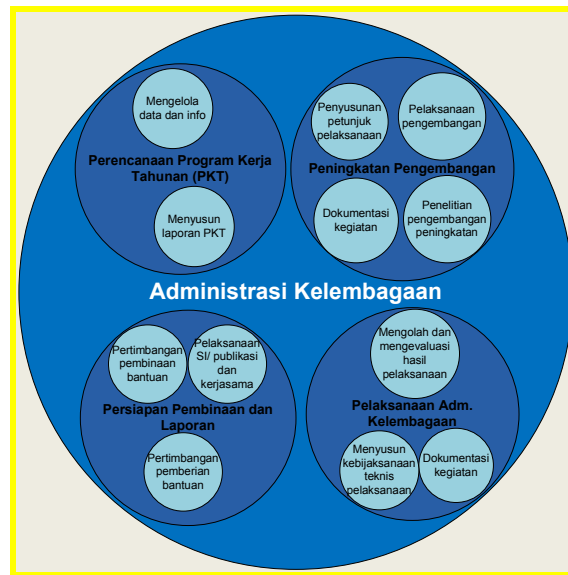 Mengelola
data dan info
Perencanaan Program Kerja
Tahunan (PKT)
Menyusun
laporan PKT
Penyusunan
petunjuk
pelaksanaan
Pelaksanaan
pengembangan
Peningkatan Pengembangan
Dokumentasi
kegiatan
Penelitian
pengembangan
peningkatan
Administrasi Kelembagaan
Pertimbangan
pembinaan
bantuan
Pelaksanaan
SI/ publikasi
dan
kerjasama
Persiapan Pembinaan dan
Laporan
Pertimbangan
pemberian
bantuan
Mengolah dan
mengevaluasi
hasil
pelaksanaan
Pelaksanaan Adm.
Kelembagaan
Menyusun
kebijaksanaan
teknis
pelaksanaan
Dokumentasi
kegiatan